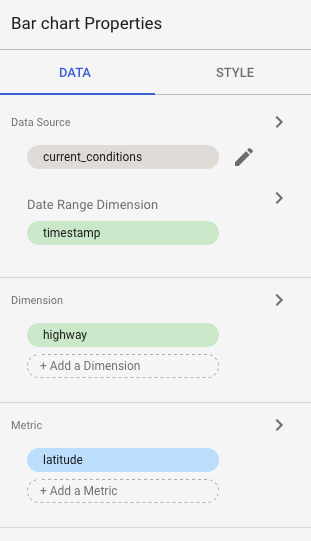 Bar chart Properties
DATA STYLE
Data Source
current_conditions
Date Range Dimension
timestamp
Dimension
highway
+ Add a Dimension
Metric
latitude
+ Add a Metric